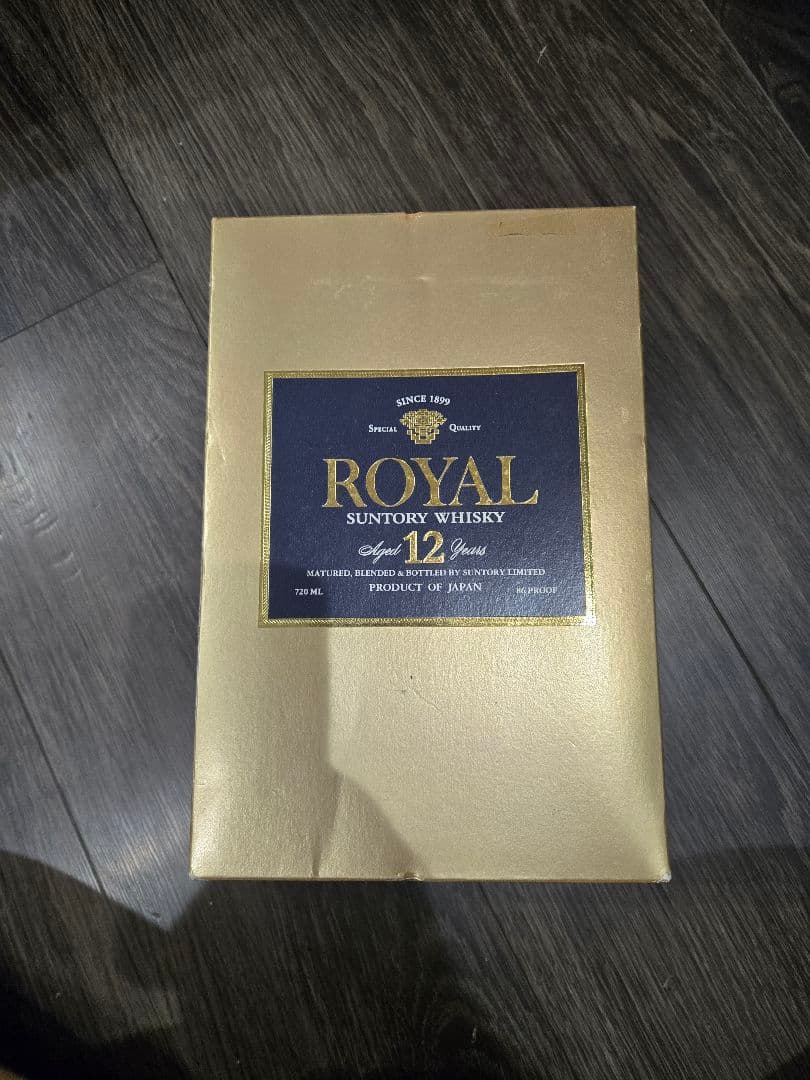 SINCE 1899
SPECIAL QUALITY
ROYAL
SUNTORY WHISKY
Aged 12 Years
MATURED, BLENDED & BOTTLED BY SUNTORY LIMITED
720 ML PRODUCT OF JAPAN 86 PROOF